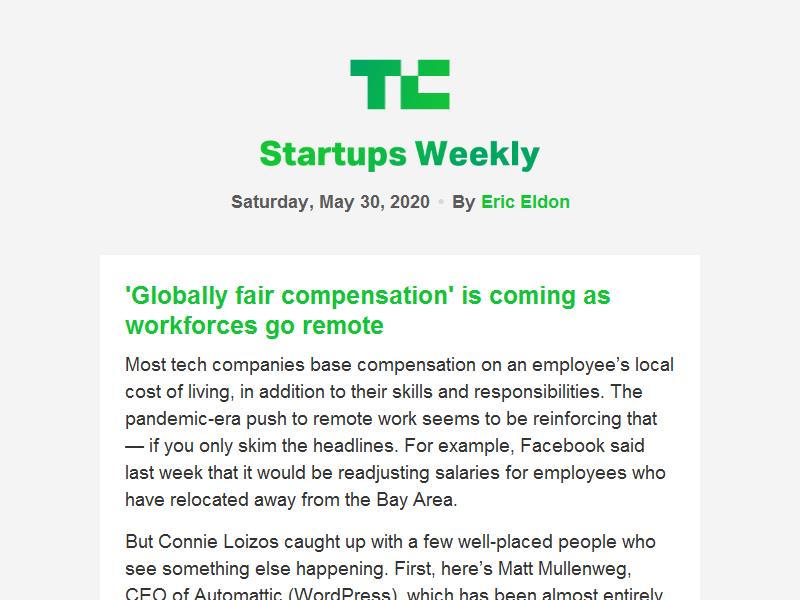 TC
Startups Weekly
Saturday, May 30, 2020 • By Eric Eldon
'Globally fair compensation' is coming as
workforces go remote
Most tech companies base compensation on an employee’s local
cost of living, in addition to their skills and responsibilities. The
pandemic-era push to remote work seems to be reinforcing that
— if you only skim the headlines. For example, Facebook said
last week that it would be readjusting salaries for employees who
have relocated away from the Bay Area.
But Connie Loizos caught up with a few well-placed people who
see something else happening. First, here’s Matt Mullenweg,
CEO of Automattic (WordPress), which has been almost entirely